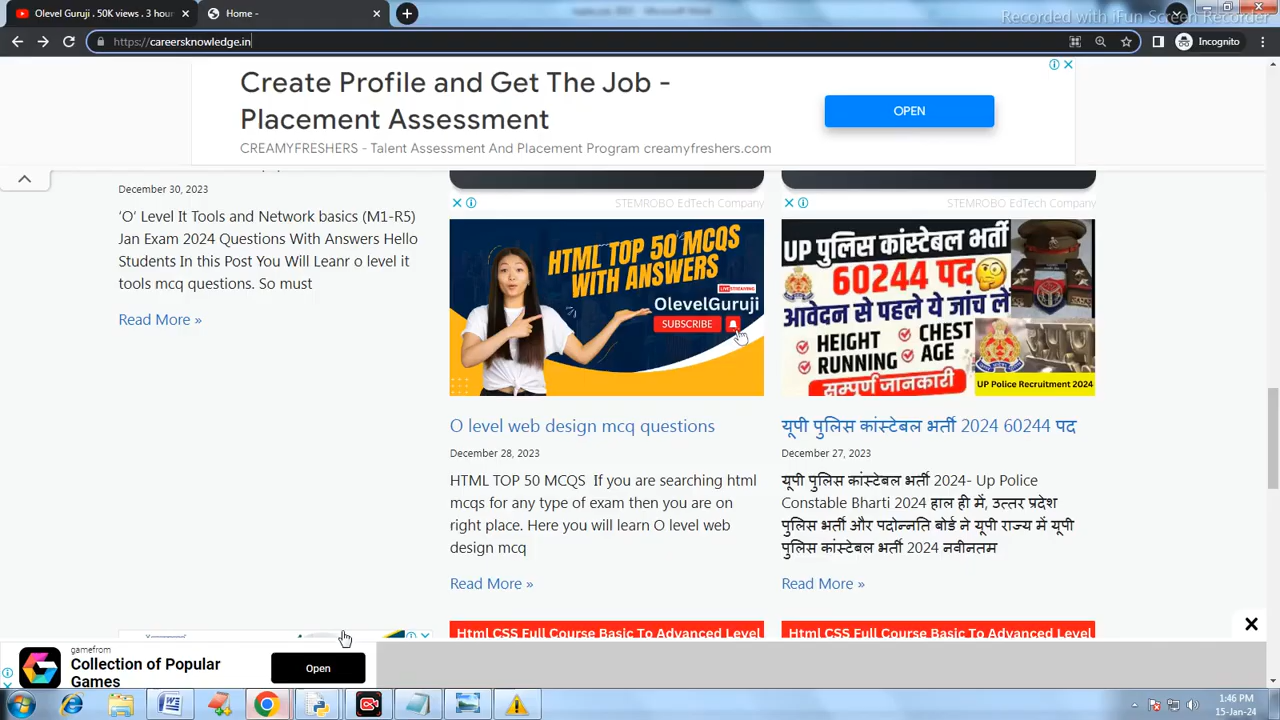 Olevel Guruji . 50K views . 3 hour
Home -
Recorded with iFun Screen Recorder
https://careersknowledge.in
Incognito
Create Profile and Get The Job -
Placement Assessment
CREAMYFRESHERS - Talent Assessment And Placement Program creamyfreshers.com
OPEN
December 30, 2023
'O' Level It Tools and Network basics (M1-R5)
Jan Exam 2024 Questions With Answers Hello
Students In this Post You Will Leanr o level it
tools mcq questions. So must
Read More »
STEMROBO EdTech Company
HTML TOP 50 MCQS
WITH ANSWERS
LIVE STREAMING
OlevelGuruji
SUBSCRIBE
O level web design mcq questions
December 28, 2023
HTML TOP 50 MCQS If you are searching html
mcqs for any type of exam then you are on
right place. Here you will learn O level web
design mcq
Read More »
Html CSS Full Course Basic To Advanced Level
STEMROBO EdTech Company
UP पुलिस कांस्टेबल भर्ती
60244 पद
आवेदन से पहले ये जांच लें
HEIGHT
CHEST
RUNNING
AGE
सम्पुर्ण जानकारी
UP Police Recruitment 2024
यूपी पुलिस कांस्टेबल भर्ती 2024 60244 पद
December 27, 2023
यूपी पुलिस कांस्टेबल भर्ती 2024- Up Police
Constable Bharti 2024 हाल ही में, उत्तर प्रदेश
पुलिस भर्ती और पदोन्नति बोर्ड ने यूपी राज्य में यूपी
पुलिस कांस्टेबल भर्ती 2024 नवीनतम
Read More »
Html CSS Full Course Basic To Advanced Level
gamefrom
Collection of Popular
Games
Open
1:46 PM
15-Jan-24